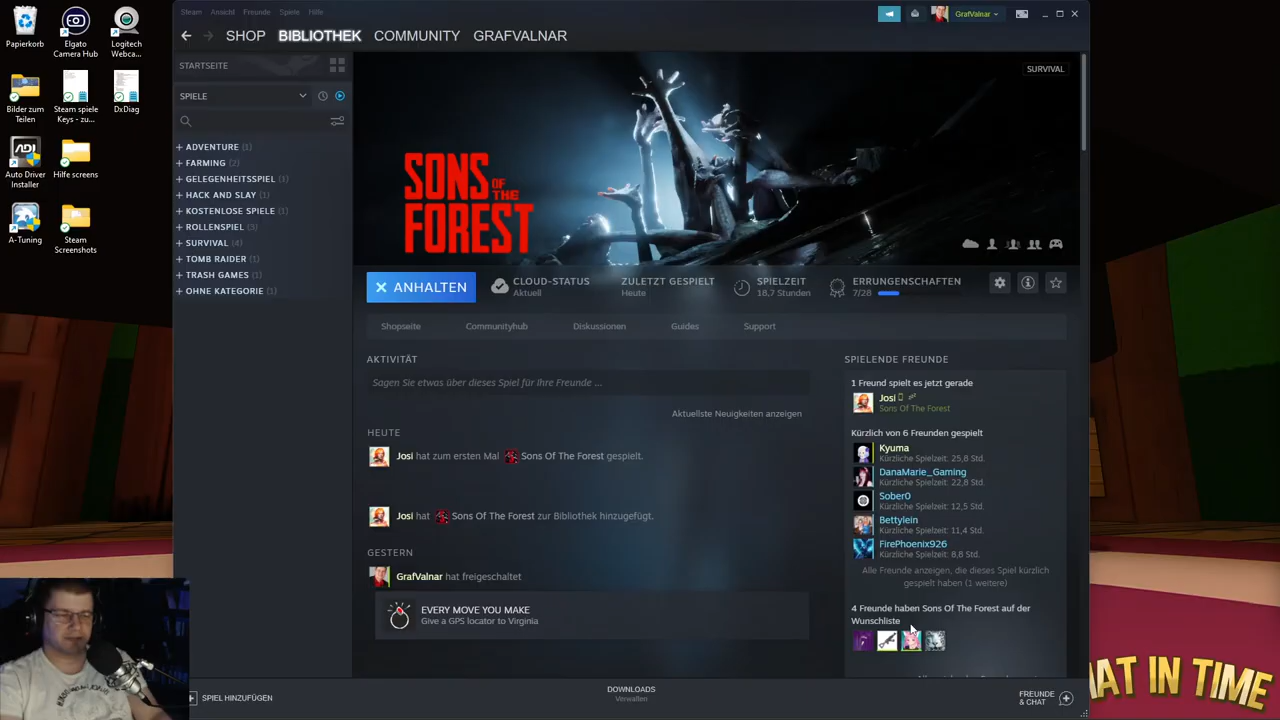 Papierkorb
Elgato
Camera Hub
Logitech
Webca...
Bilder zum
Teilen
Steam spiele
Keys - zu...
DxDiag
Auto Driver
Installer
Hilfe screens
A-Tuning
Steam
Screenshots
Steam Ansicht Freunde Spiele Hilfe
GrafValnar
SHOP BIBLIOTHEK COMMUNITY GRAFVALNAR
STARTSEITE
SPIELE
ADVENTURE (1)
FARMING (2)
GELEGENHEITSSPIEL (3)
HACK AND SLAY (1)
KOSTENLOSE SPIELE (1)
ROLLENSPIEL (3)
SURVIVAL (4)
TOMB RAIDER (1)
TRASH GAMES (1)
OHNE KATEGORIE (1)
SURVIVAL
SONS
OF THE
FOREST
ANHALTEN
CLOUD-STATUS
Aktuell
ZULETZT GESPIELT
Heute
SPIELZEIT
18,7 Stunden
ERRUNGENSCHAFTEN
7/28
Shopseite Communityhub Diskussionen Guides Support
AKTIVITÄT
Sagen Sie etwas über dieses Spiel für Ihre Freunde ...
Aktuellste Neuigkeiten anzeigen
HEUTE
Josi hat zum ersten Mal Sons Of The Forest gespielt.
Josi hat Sons Of The Forest zur Bibliothek hinzugefügt.
GESTERN
GrafValnar hat freigeschaltet
EVERY MOVE YOU MAKE
Give a GPS locator to Virginia
SPIELENDE FREUNDE
1 Freund spielt es jetzt gerade
Josi
Sons Of The Forest
Kürzlich von 6 Freunden gespielt
Kyuma
Kürzliche Spielzeit: 25,8 Std.
DanaMarie_Gaming
Kürzliche Spielzeit: 22,8 Std.
Sober0
Kürzliche Spielzeit: 12,5 Std.
Bettylein
Kürzliche Spielzeit: 11,4 Std.
FirePhoenix926
Kürzliche Spielzeit: 8,8 Std.
Alle Freunde anzeigen, die dieses Spiel kürzlich
gespielt haben (1 weitere)
4 Freunde haben Sons Of The Forest auf der
Wunschliste
SPIEL HINZUFÜGEN
DOWNLOADS
Verwalten
FREUNDE
& CHAT
HAT IN TIME